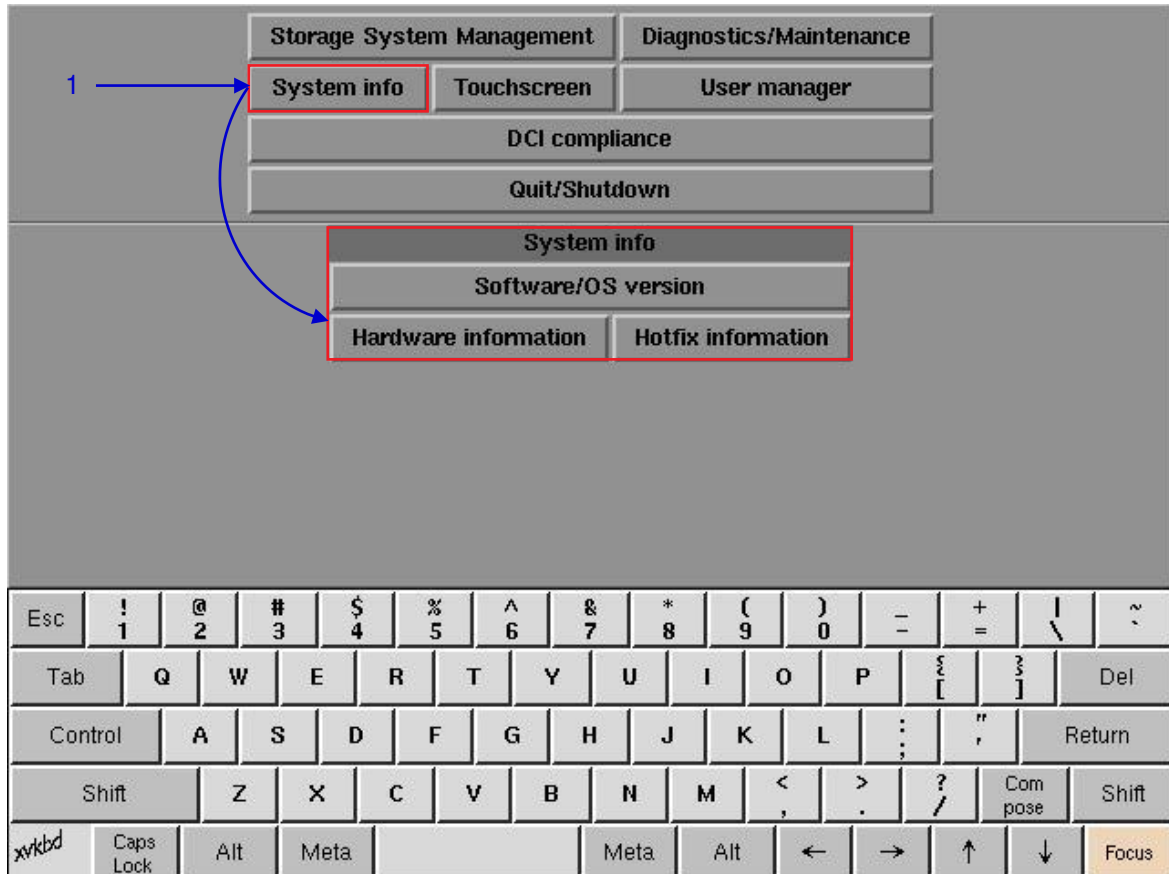 Storage System Management Diagnostics/Maintenance
1 System info Touchscreen User manager
DCI compliance
Quit/Shutdown
System info
Software/OS version
Hardware information Hotfix information
Esc ! 1 @ 2 # 3 $ 4 % 5 ^ 6 & 7 * 8 ( 9 ) 0 _ - + = | \ ~ `
Tab Q W E R T Y U I O P { [ } ] Del
Control A S D F G H J K L : ; " ' Return
Shift Z X C V B N M < , > . ? / Com pose Shift
xvkbd Caps Lock Alt Meta Meta Alt ← → ↑ ↓ Focus